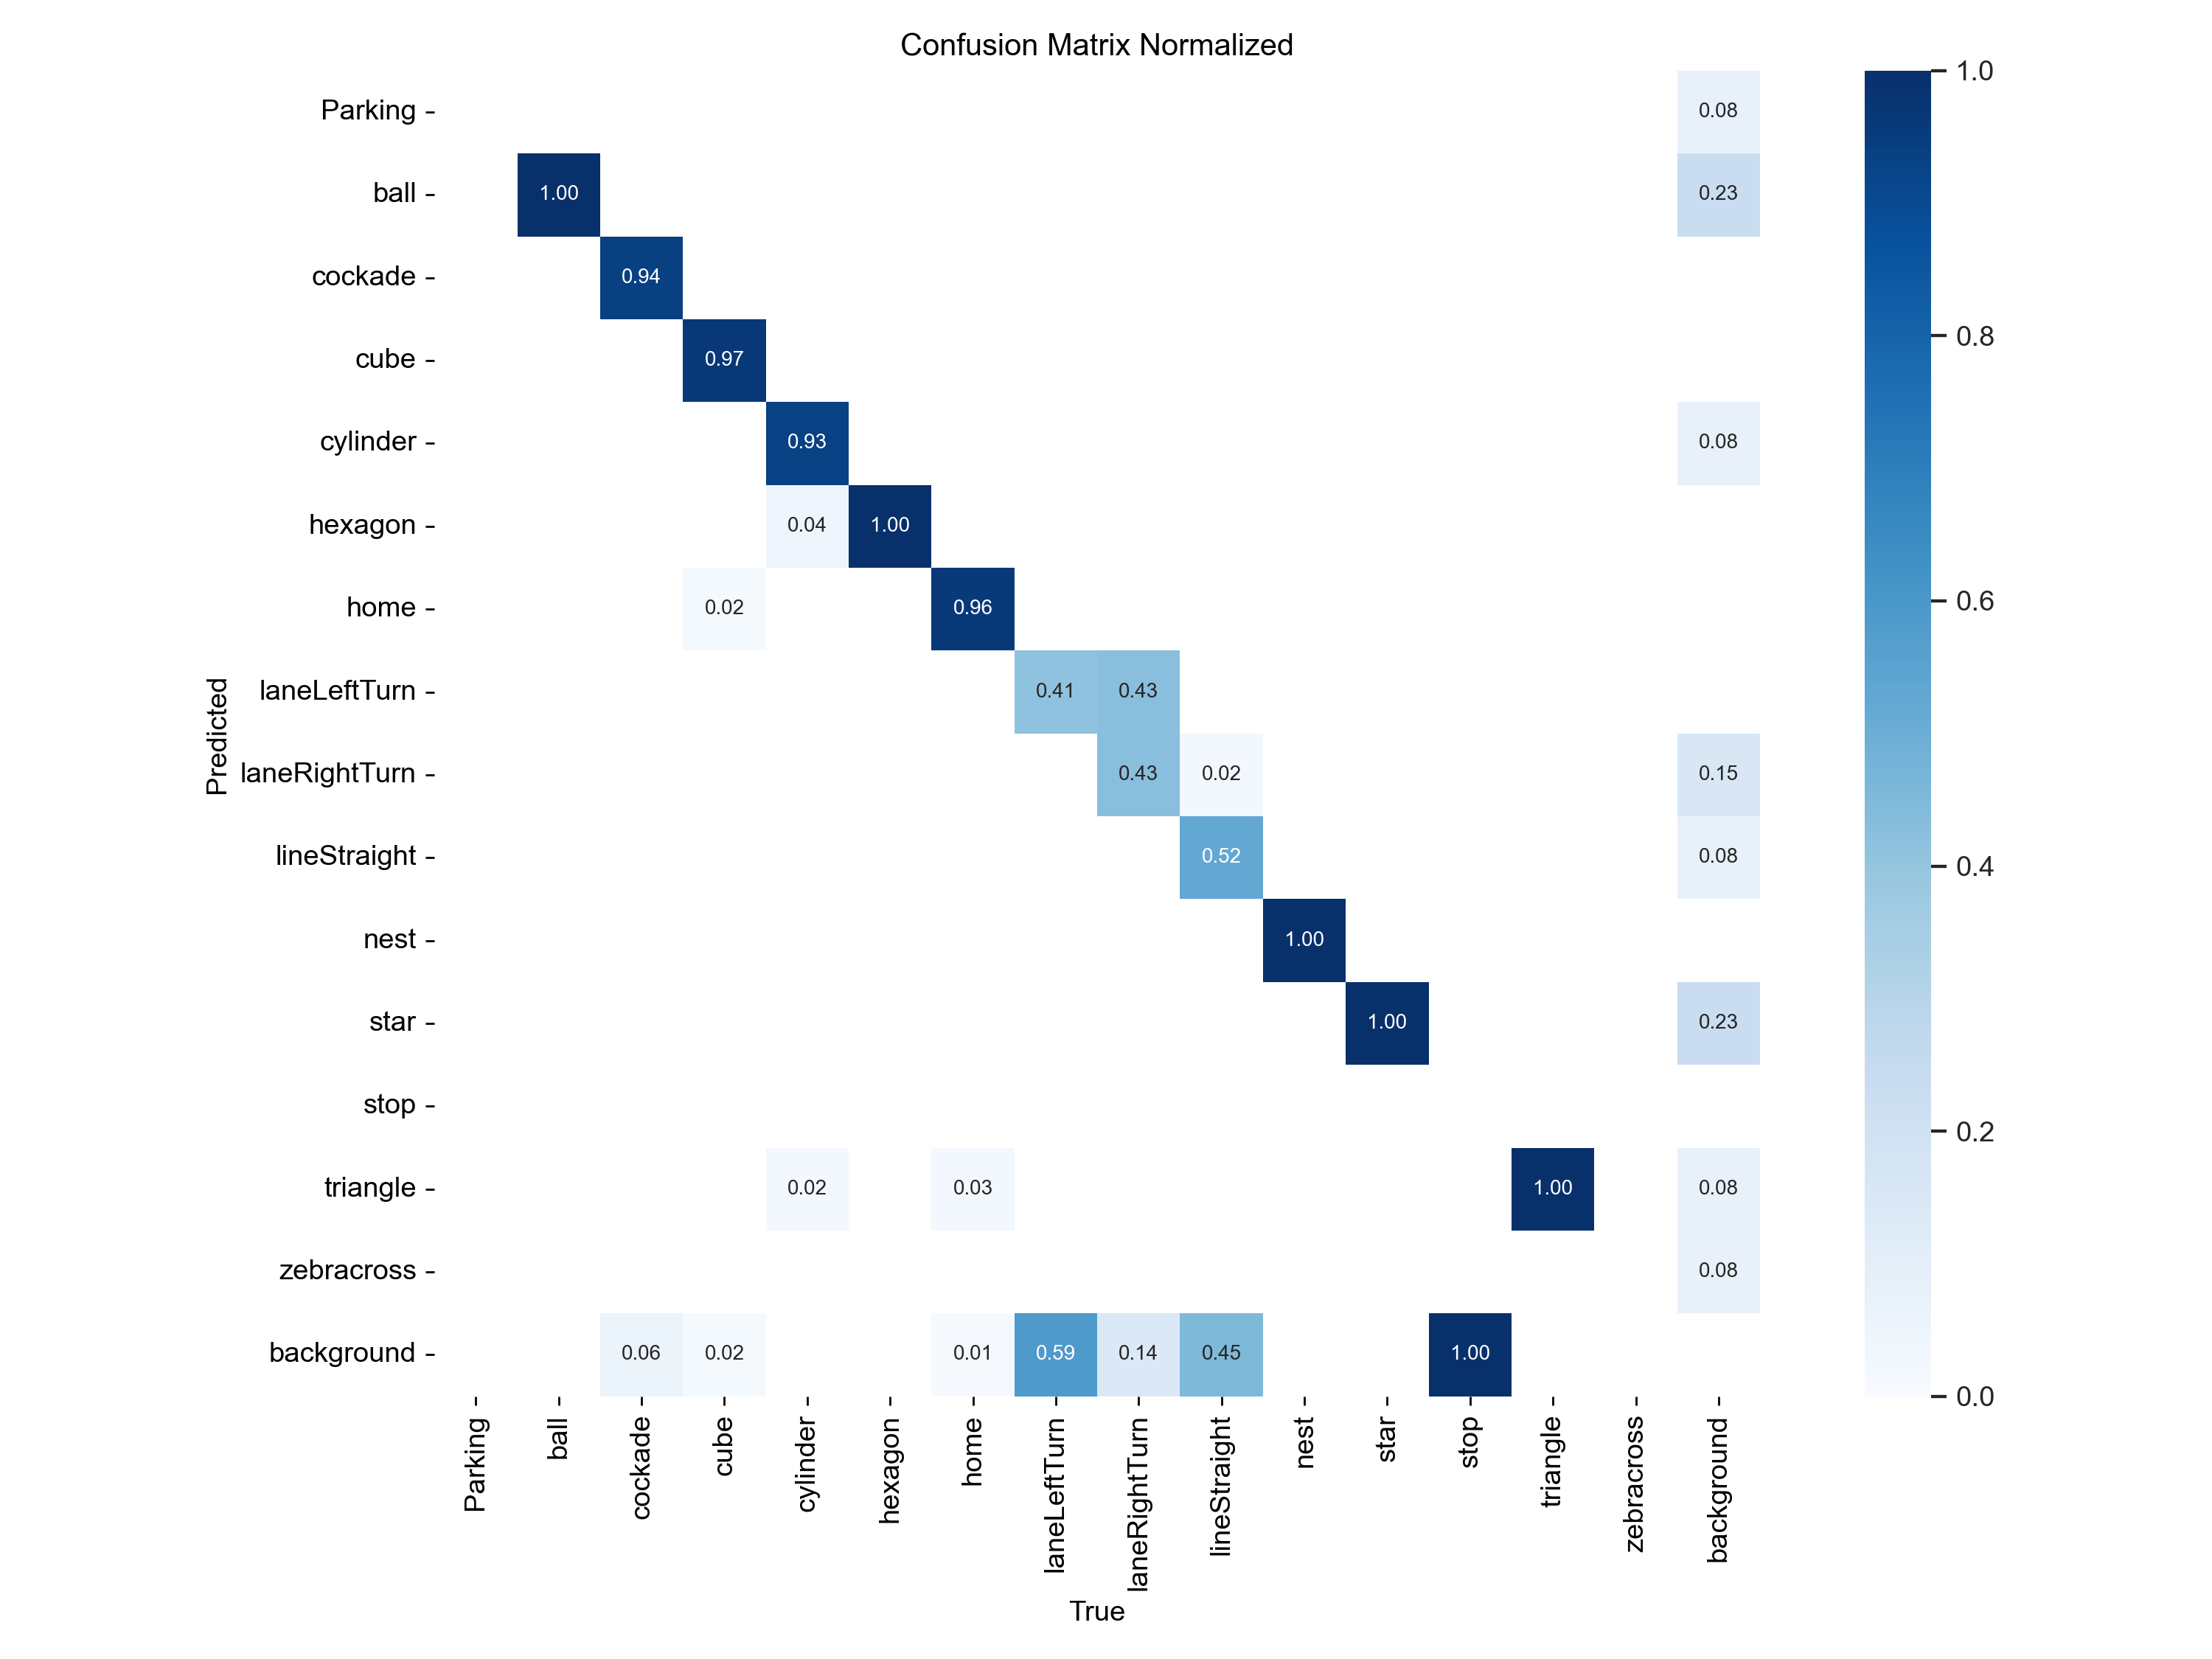 Confusion Matrix Normalized
Parking 0.08 1.0
ball 1.00 0.23
cockade 0.94
0.8
cube 0.97
cylinder 0.93 0.08
hexagon 0.04 1.00
home 0.02 0.96
0.6
laneLeftTurn 0.41 0.43
Predicted
laneRightTurn 0.43 0.02 0.15
lineStraight 0.52 0.08
0.4
nest 1.00
star 1.00 0.23
stop
0.2
triangle 0.02 0.03 1.00 0.08
zebracross 0.08
background 0.06 0.02 0.01 0.59 0.14 0.45 1.00
0.0
Parking ball cockade cube cylinder hexagon home laneLeftTurn laneRightTurn lineStraight nest star stop triangle zebracross background
True